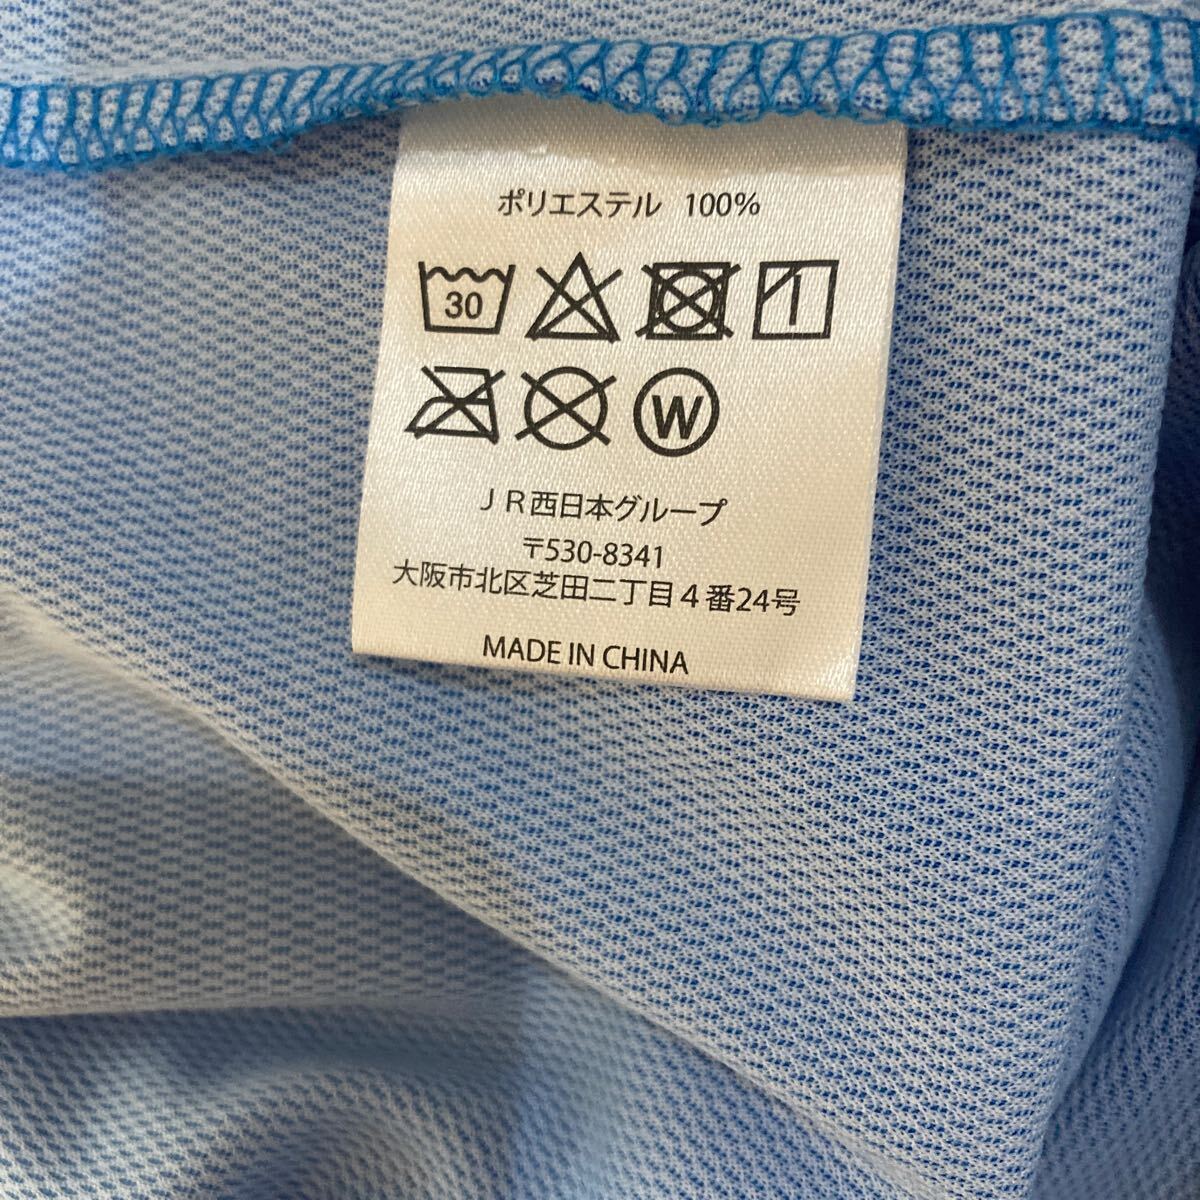 ポリエステル 100%
30
W
ＪＲ西日本グループ
〒530-8341
大阪市北区芝田二丁目４番24号
MADE IN CHINA